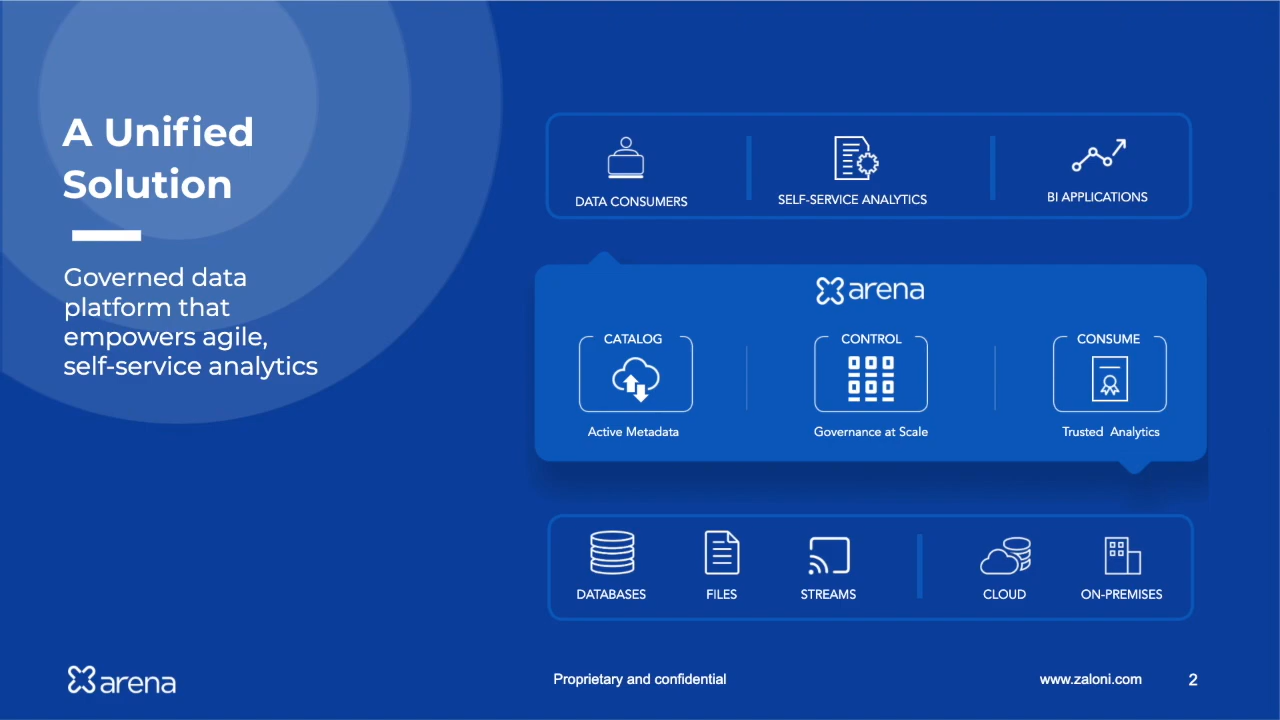 A Unified
Solution
Governed data
platform that
empowers agile,
self-service analytics
DATA CONSUMERS
SELF-SERVICE ANALYTICS
BI APPLICATIONS
arena
CATALOG
CONTROL
CONSUME
Active Metadata
Governance at Scale
Trusted Analytics
DATABASES
FILES
STREAMS
CLOUD
ON-PREMISES
arena
Proprietary and confidential
www.zaloni.com
2